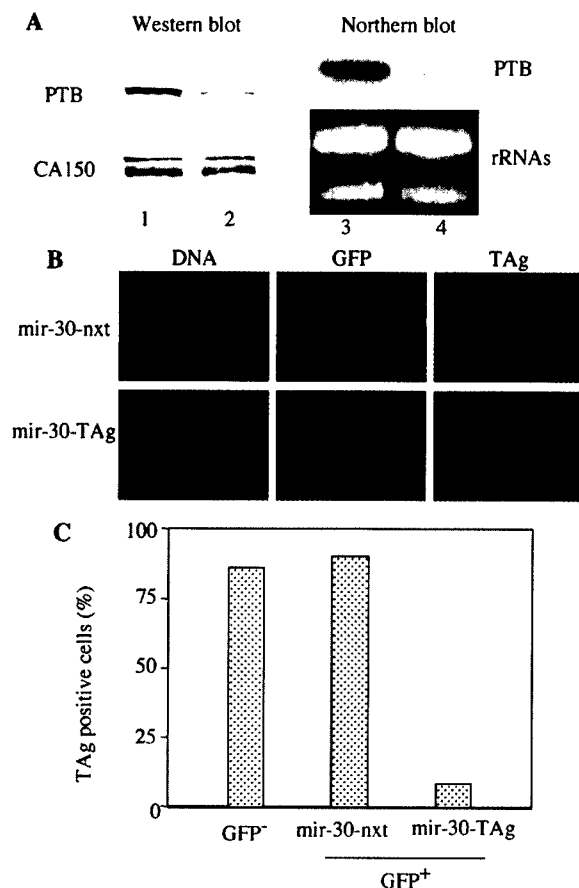 A Western blot Northern blot
PTB PTB
CA150 rRNAs
1 2 3 4
B DNA GFP TAg
mir-30-nxt
mir-30-TAg
C
TAg positive cells (%)
100
75
50
25
0
GFP⁻ mir-30-nxt mir-30-TAg
GFP⁺